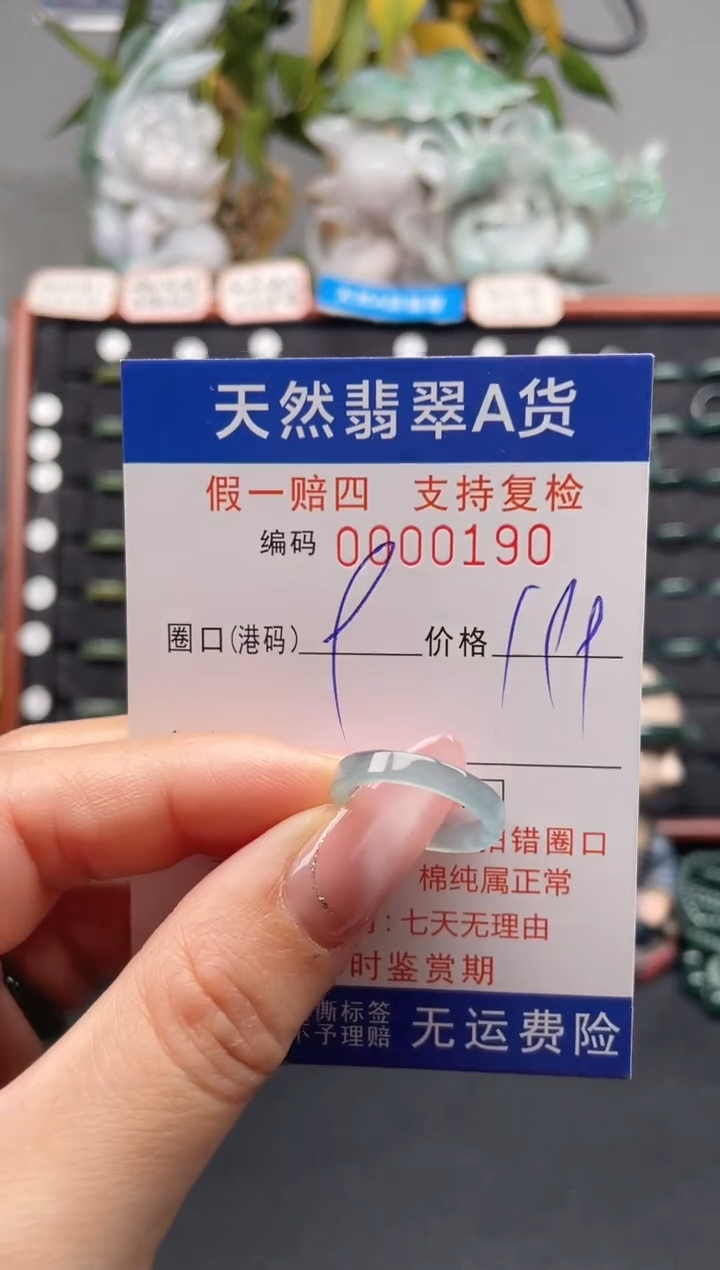 天然翡翠A货
假一赔四 支持复检
编码 0000190
圈口(港码) 价格
错圈口
棉纯属正常
:七天无理由
时鉴赏期
撕标签
不予理赔
无运费险